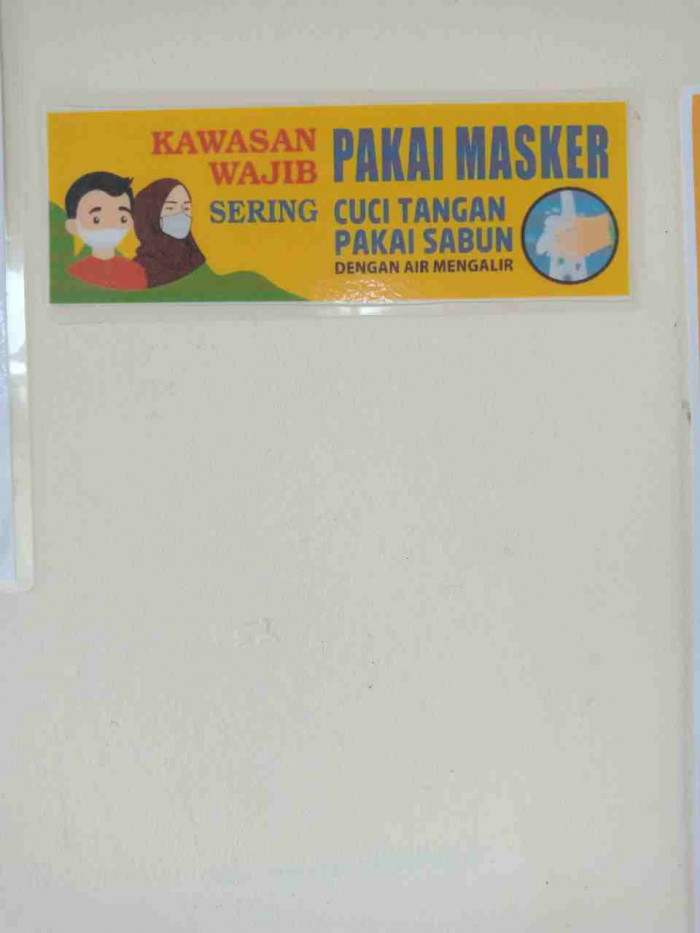 KAWASAN WAJIB PAKAI MASKER
SERING CUCI TANGAN
PAKAI SABUN
DENGAN AIR MENGALIR